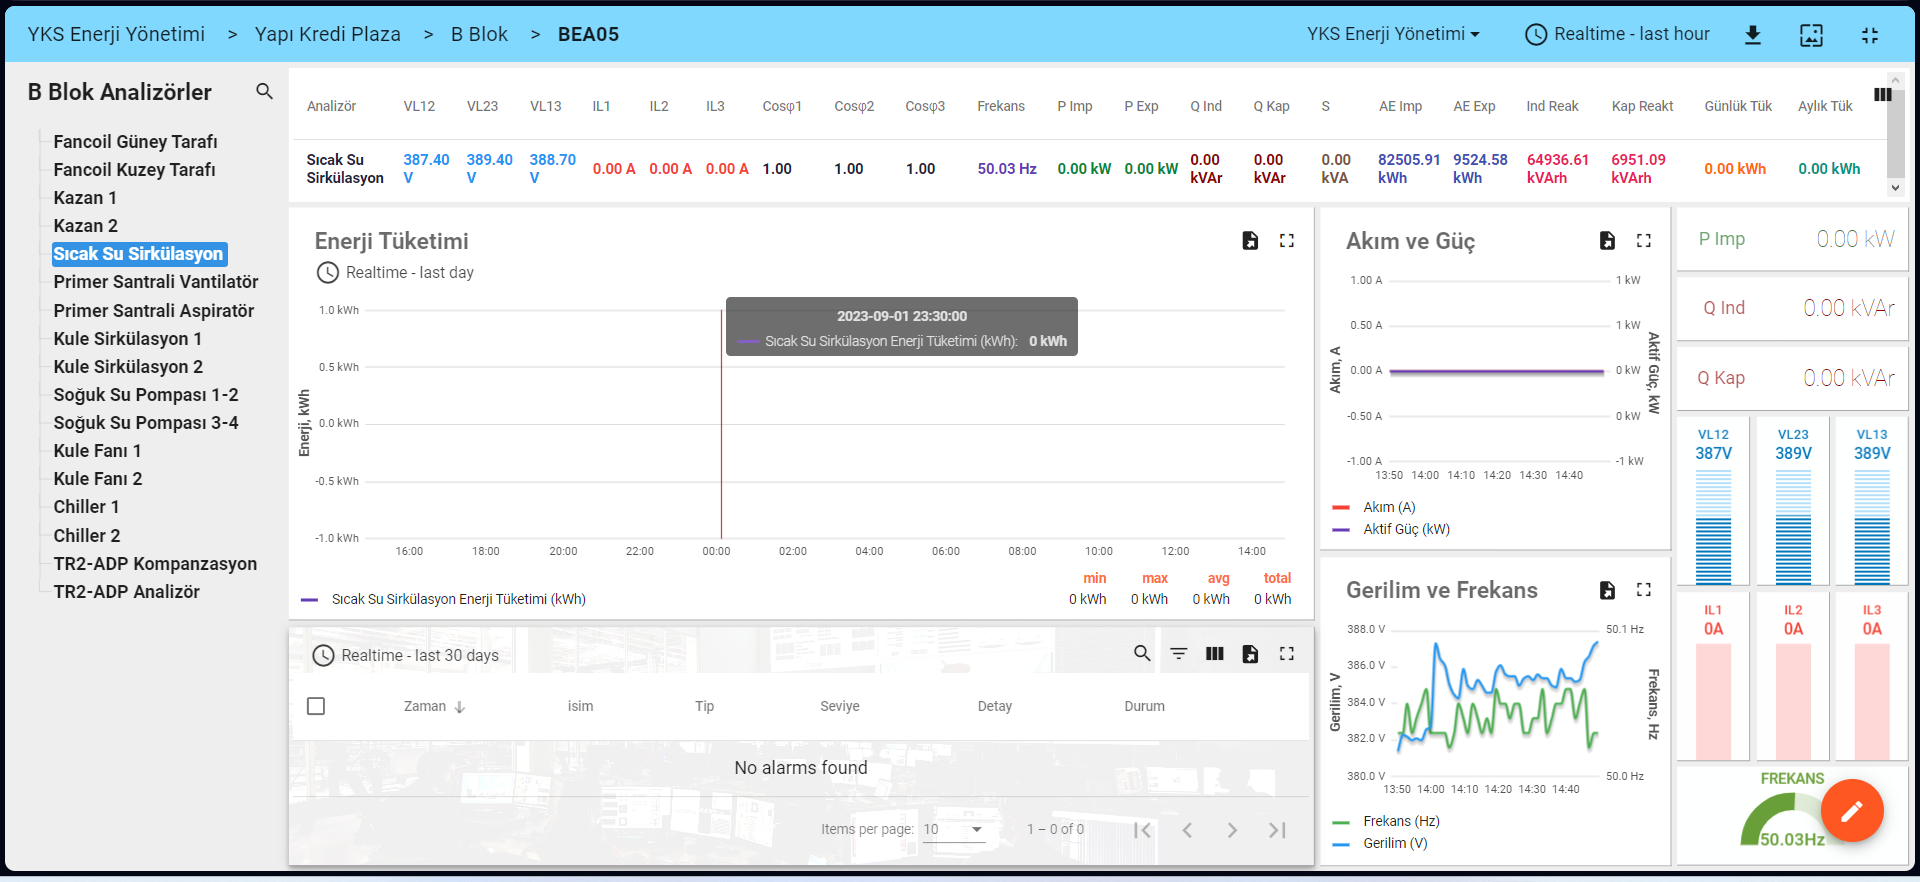 YKS Enerji Yönetimi > Yapı Kredi Plaza > B Blok > BEA05
YKS Enerji Yönetimi
Realtime - last hour
B Blok Analizörler
Fancoil Güney Tarafı
Fancoil Kuzey Tarafı
Kazan 1
Kazan 2
Sıcak Su Sirkülasyon
Primer Santrali Vantilatör
Primer Santrali Aspiratör
Kule Sirkülasyon 1
Kule Sirkülasyon 2
Soğuk Su Pompası 1-2
Soğuk Su Pompası 3-4
Kule Fanı 1
Kule Fanı 2
Chiller 1
Chiller 2
TR2-ADP Kompanzasyon
TR2-ADP Analizör
Analizör VL12 VL23 VL13 IL1 IL2 IL3 Cosφ1 Cosφ2 Cosφ3 Frekans P Imp P Exp Q Ind Q Kap S AE Imp AE Exp Ind Reak Kap Reakt Günlük Tük Aylık Tük
Sıcak Su 387.40 389.40 388.70 0.00 A 0.00 A 0.00 A 1.00 1.00 1.00 50.03 Hz 0.00 kW 0.00 kW 0.00 0.00 0.00 82505.91 9524.58 64936.61 6951.09 0.00 kWh 0.00 kWh
Sirkülasyon V V V kVAr kVAr kVA kWh kWh kVArh kVArh
Enerji Tüketimi
Realtime - last day
1.0 kWh
0.5 kWh
0.0 kWh
-0.5 kWh
-1.0 kWh
Enerji, kWh
2023-09-01 23:30:00
Sıcak Su Sirkülasyon Enerji Tüketimi (kWh): 0 kWh
16:00 18:00 20:00 22:00 00:00 02:00 04:00 06:00 08:00 10:00 12:00 14:00
min max avg total
Sıcak Su Sirkülasyon Enerji Tüketimi (kWh) 0 kWh 0 kWh 0 kWh 0 kWh
Realtime - last 30 days
Zaman isim Tip Seviye Detay Durum
No alarms found
Items per page: 10 1 – 0 of 0
Akım ve Güç
1.00 A 1 kW
0.50 A 1 kW
0.00 A 0 kW
-0.50 A 0 kW
-1.00 A -1 kW
Akım, A
Aktif Güç, kW
13:50 14:00 14:10 14:20 14:30 14:40
Akım (A)
Aktif Güç (kW)
Gerilim ve Frekans
388.0 V 50.1 Hz
386.0 V
384.0 V
382.0 V
380.0 V 50.0 Hz
Gerilim, V
Frekans, Hz
13:50 14:00 14:10 14:20 14:30 14:40
Frekans (Hz)
Gerilim (V)
P Imp 0.00 kW
Q Ind 0.00 kVAr
Q Kap 0.00 kVAr
VL12 VL23 VL13
387V 389V 389V
IL1 IL2 IL3
0A 0A 0A
FREKANS
50.03Hz